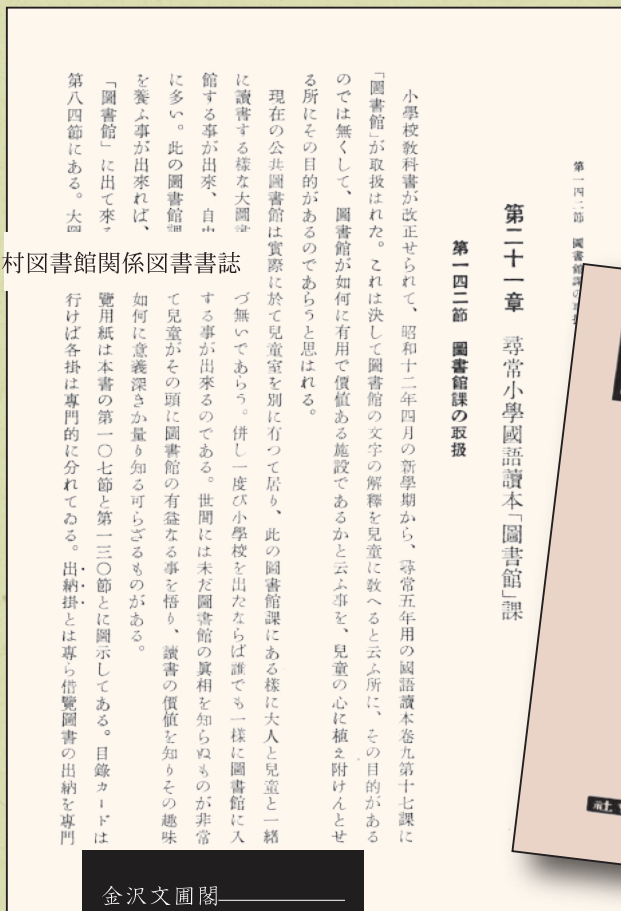 第一四二節　圖書館課の取扱
第二十一章　尋常小學國語讀本「圖書館」課
第一四二節　圖書館課の取扱
小學校教科書が改正せられて、昭和十二年四月の新學期から、尋常五年用の國語讀本卷九第十七課に
「圖書館」が取扱はれた。これは決して圖書館の文字の解釋を兒童に敎へると云ふ所に、その目的がある
のでは無くして、圖書館が如何に有用で價値ある施設であるかと云ふ事を、兒童の心に植ゑ附けんとせ
る所にその目的があるのであらうと思はれる。
現在の公共圖書館は實際に於て兒童室を別に有つて居り、此の圖書館課にある樣に大人と兒童と一緒
に讀書する樣な大圖書
づ無いであらう。併し一度び小學校を出たならば誰でも一樣に圖書館に入
館する事が出來、自由
する事が出來るのである。世間には未だ圖書館の眞相を知らぬものが非常
に多い。此の圖書館課
て兒童がその頭に圖書館の有益なる事を悟り、讀書の價値を知りその趣味
を養ふ事が出來れば、
如何に意義深きか量り知る可らざるものがある。
「圖書館」に出て來る
覽用紙は本書の第一〇七節と第一三〇節とに圖示してある。目錄カードは
第八四節にある。大圖
行けば各掛は專門的に分れてゐる。出納掛とは專ら借覽圖書の出納を專門
村図書館関係図書書誌
金沢文圃閣
社